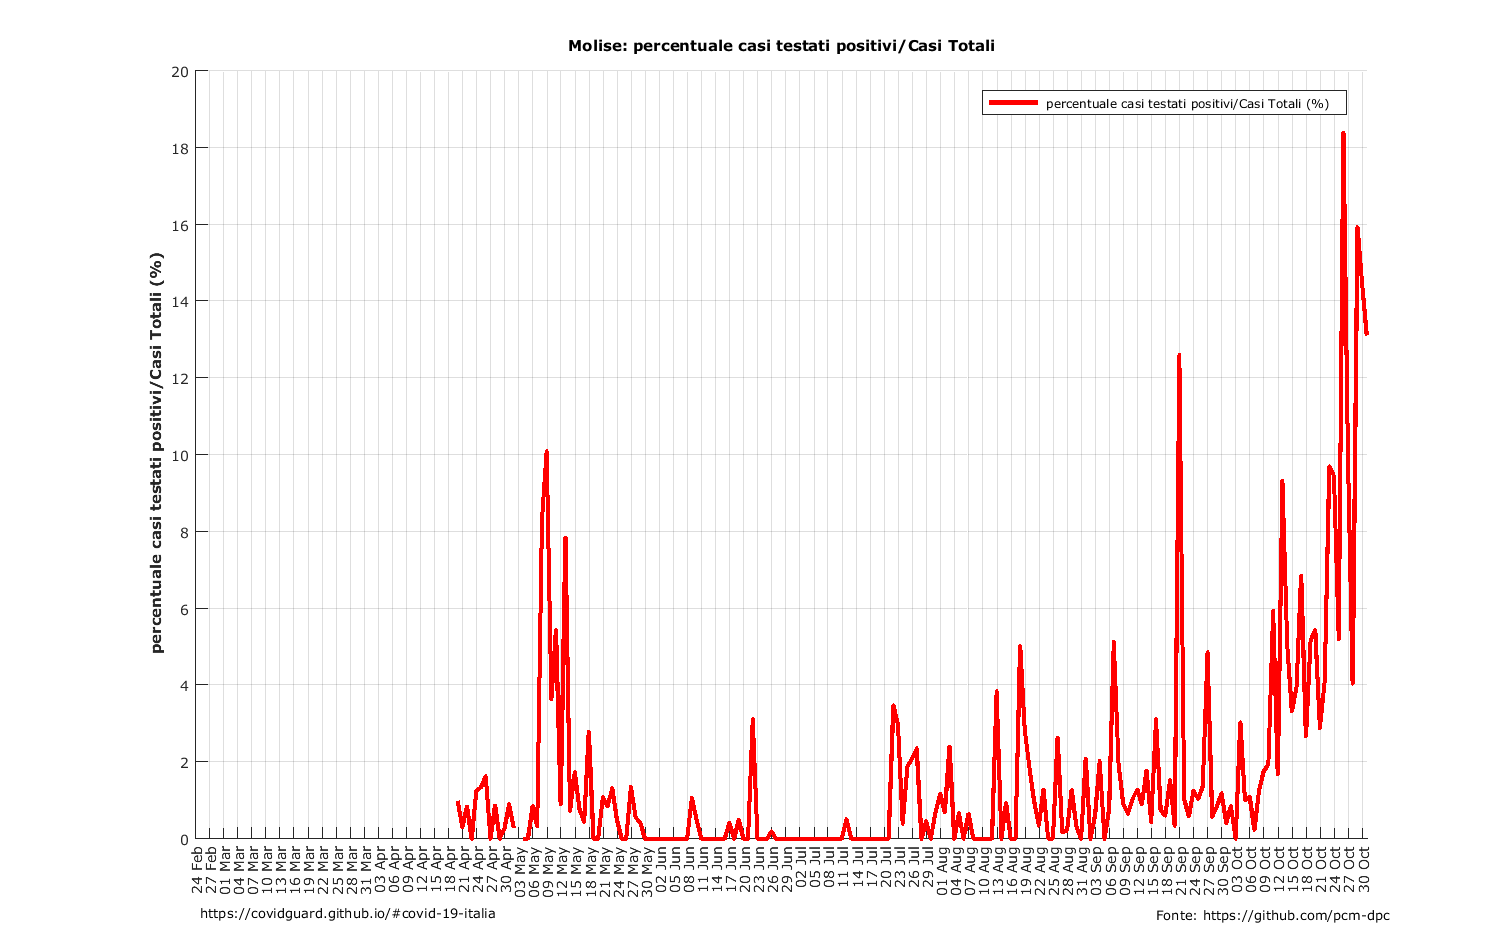 Molise: percentuale casi testati positivi/Casi Totali
percentuale casi testati positivi/Casi Totali (%)
percentuale casi testati positivi/Casi Totali (%)
20
18
16
14
12
10
8
6
4
2
0
24 Feb
27 Feb
01 Mar
04 Mar
07 Mar
10 Mar
13 Mar
16 Mar
19 Mar
22 Mar
25 Mar
28 Mar
31 Mar
03 Apr
06 Apr
09 Apr
12 Apr
15 Apr
18 Apr
21 Apr
24 Apr
27 Apr
30 Apr
03 May
06 May
09 May
12 May
15 May
18 May
21 May
24 May
27 May
30 May
02 Jun
05 Jun
08 Jun
11 Jun
14 Jun
17 Jun
20 Jun
23 Jun
26 Jun
29 Jun
02 Jul
05 Jul
08 Jul
11 Jul
14 Jul
17 Jul
20 Jul
23 Jul
26 Jul
29 Jul
01 Aug
04 Aug
07 Aug
10 Aug
13 Aug
16 Aug
19 Aug
22 Aug
25 Aug
28 Aug
31 Aug
03 Sep
06 Sep
09 Sep
12 Sep
15 Sep
18 Sep
21 Sep
24 Sep
27 Sep
30 Sep
03 Oct
06 Oct
09 Oct
12 Oct
15 Oct
18 Oct
21 Oct
24 Oct
27 Oct
30 Oct
https://covidguard.github.io/#covid-19-italia
Fonte: https://github.com/pcm-dpc